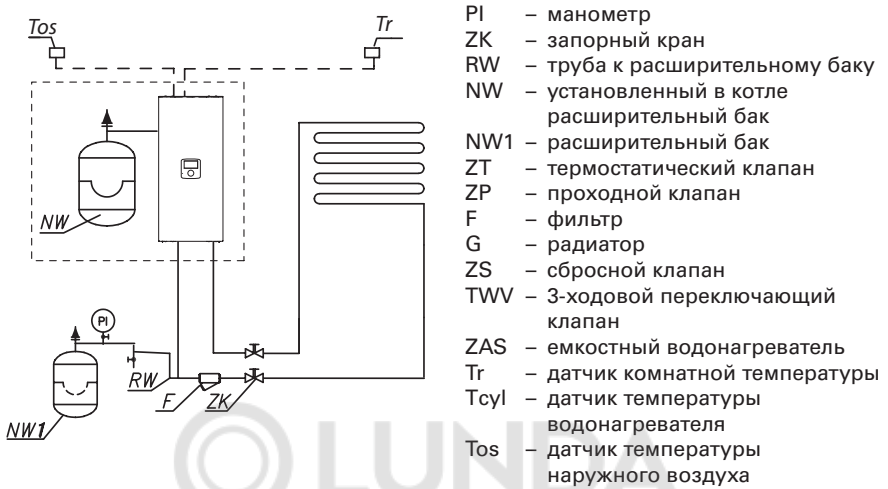 Tos
Tr
NW
PI
RW
F
ZK
NW1
PI – манометр
ZK – запорный кран
RW – труба к расширительному баку
NW – установленный в котле
расширительный бак
NW1 – расширительный бак
ZT – термостатический клапан
ZP – проходной клапан
F – фильтр
G – радиатор
ZS – сбросной клапан
TWV – 3-ходовой переключающий
клапан
ZAS – емкостный водонагреватель
Tr – датчик комнатной температуры
Tcyl – датчик температуры
водонагревателя
Tos – датчик температуры
наружного воздуха
LUNDA